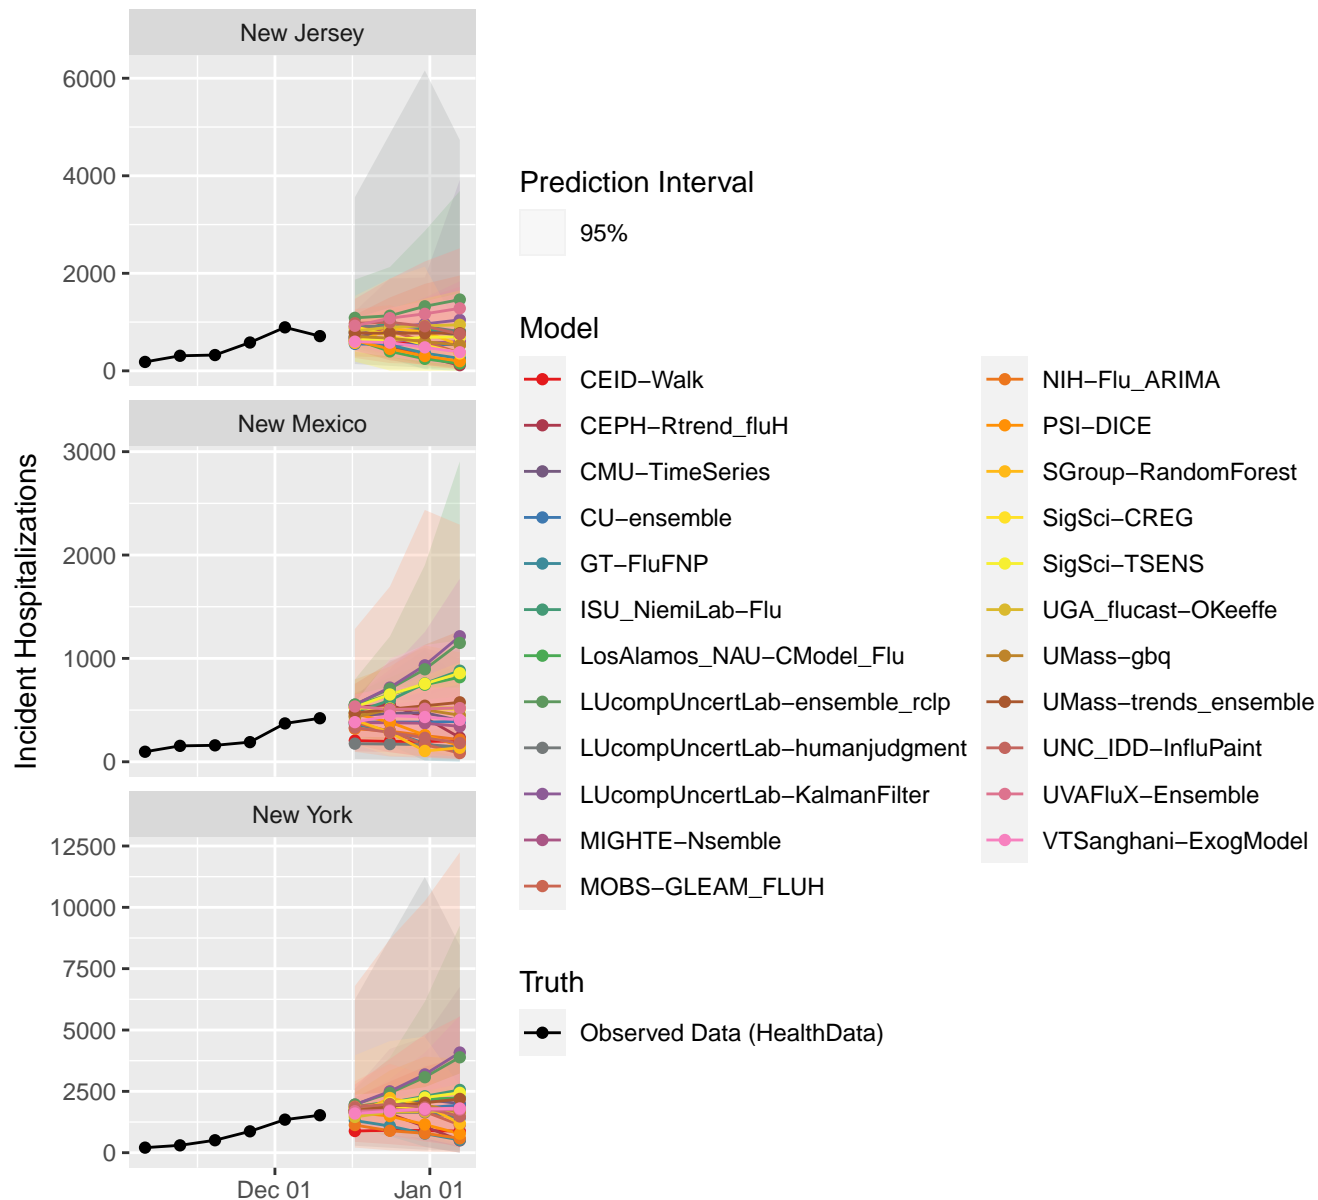 New Jersey
6000
4000
2000
0
New Mexico
3000
2000
1000
0
New York
12500
10000
7500
5000
2500
0
Dec 01
Jan 01
Incident Hospitalizations
Prediction Interval
95%
Model
CEID−Walk
CEPH−Rtrend_fluH
CMU−TimeSeries
CU−ensemble
GT−FluFNP
ISU_NiemiLab−Flu
LosAlamos_NAU−CModel_Flu
LUcompUncertLab−ensemble_rclp
LUcompUncertLab−humanjudgment
LUcompUncertLab−KalmanFilter
MIGHTE−Nsemble
MOBS−GLEAM_FLUH
NIH−Flu_ARIMA
PSI−DICE
SGroup−RandomForest
SigSci−CREG
SigSci−TSENS
UGA_flucast−OKeeffe
UMass−gbq
UMass−trends_ensemble
UNC_IDD−InfluPaint
UVAFluX−Ensemble
VTSanghani−ExogModel
Truth
Observed Data (HealthData)